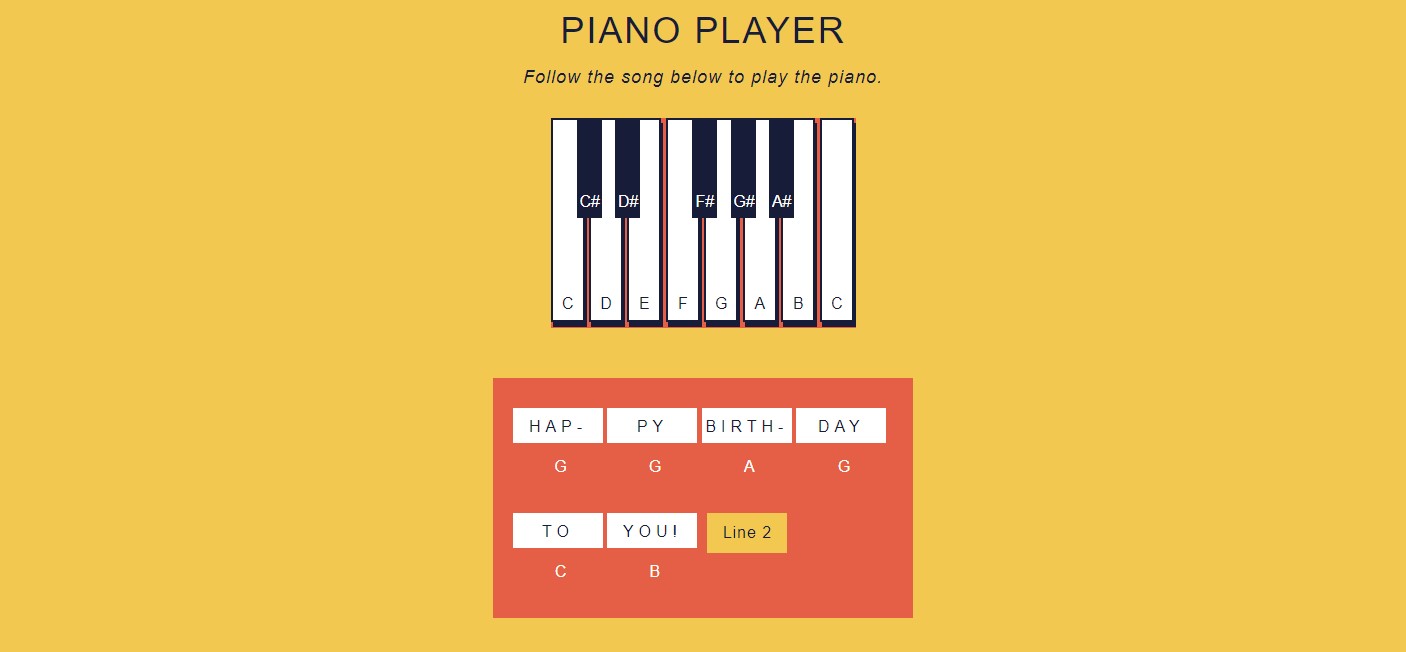 PIANO PLAYER
Follow the song below to play the piano.
C# D# F# G# A#
C D E F G A B C
HAP- PY BIRTH- DAY
G G A G
TO YOU! Line 2
C B